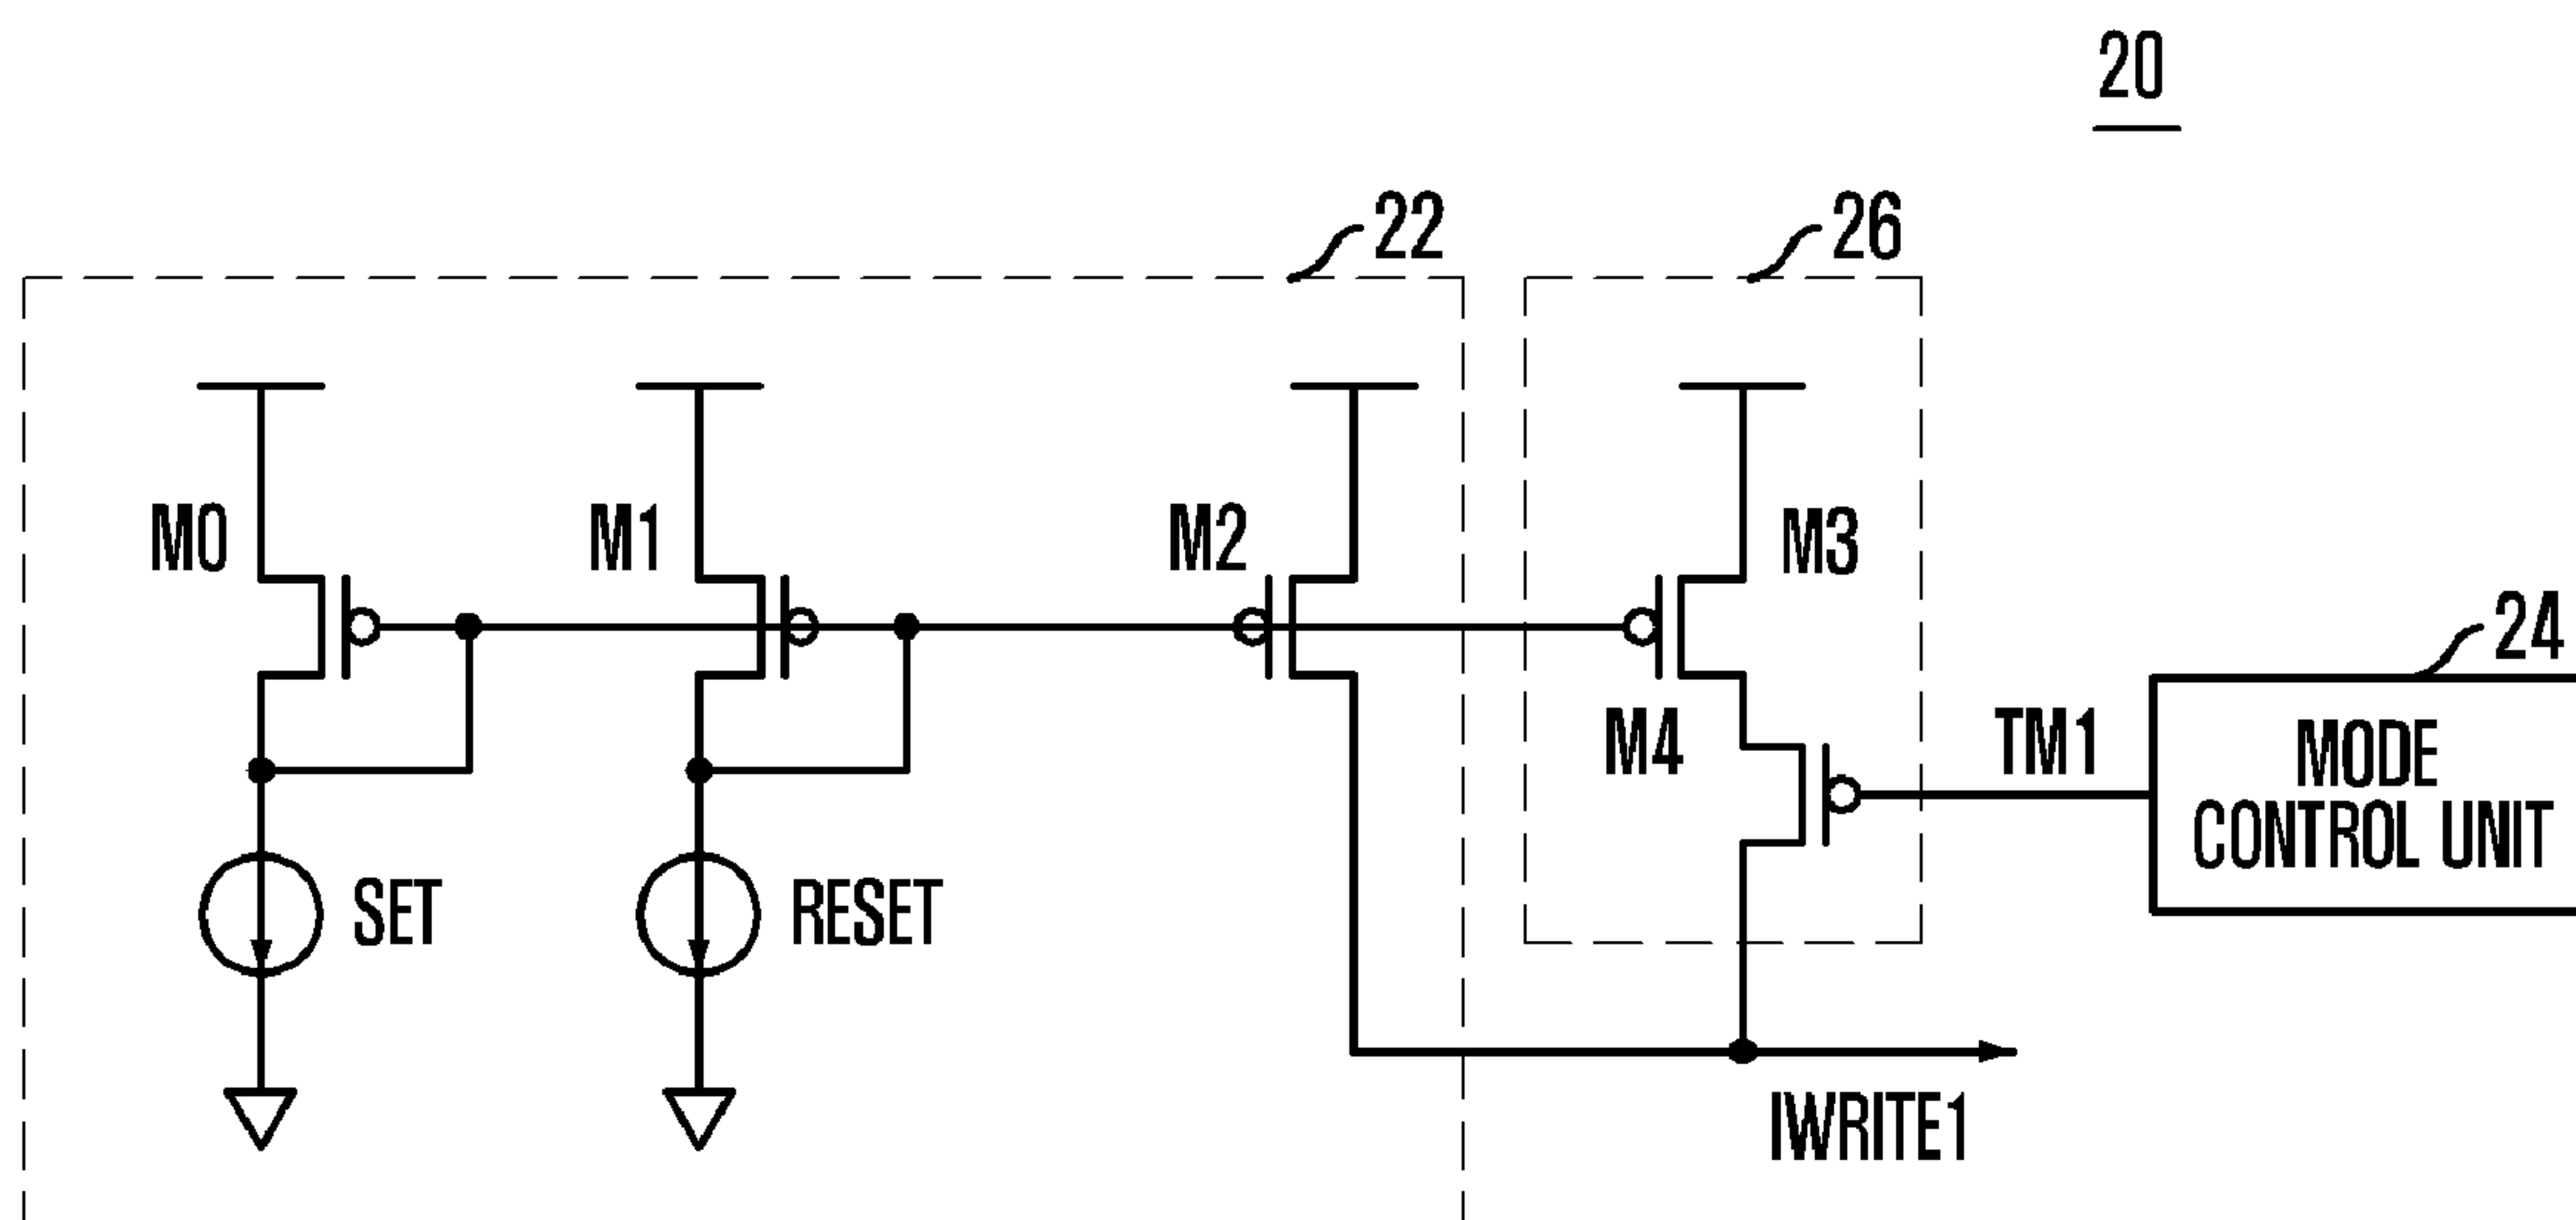 20
22
26
M0
M1
M2
M3
24
M4
TM1
MODE
CONTROL UNIT
SET
RESET
IWRITE1